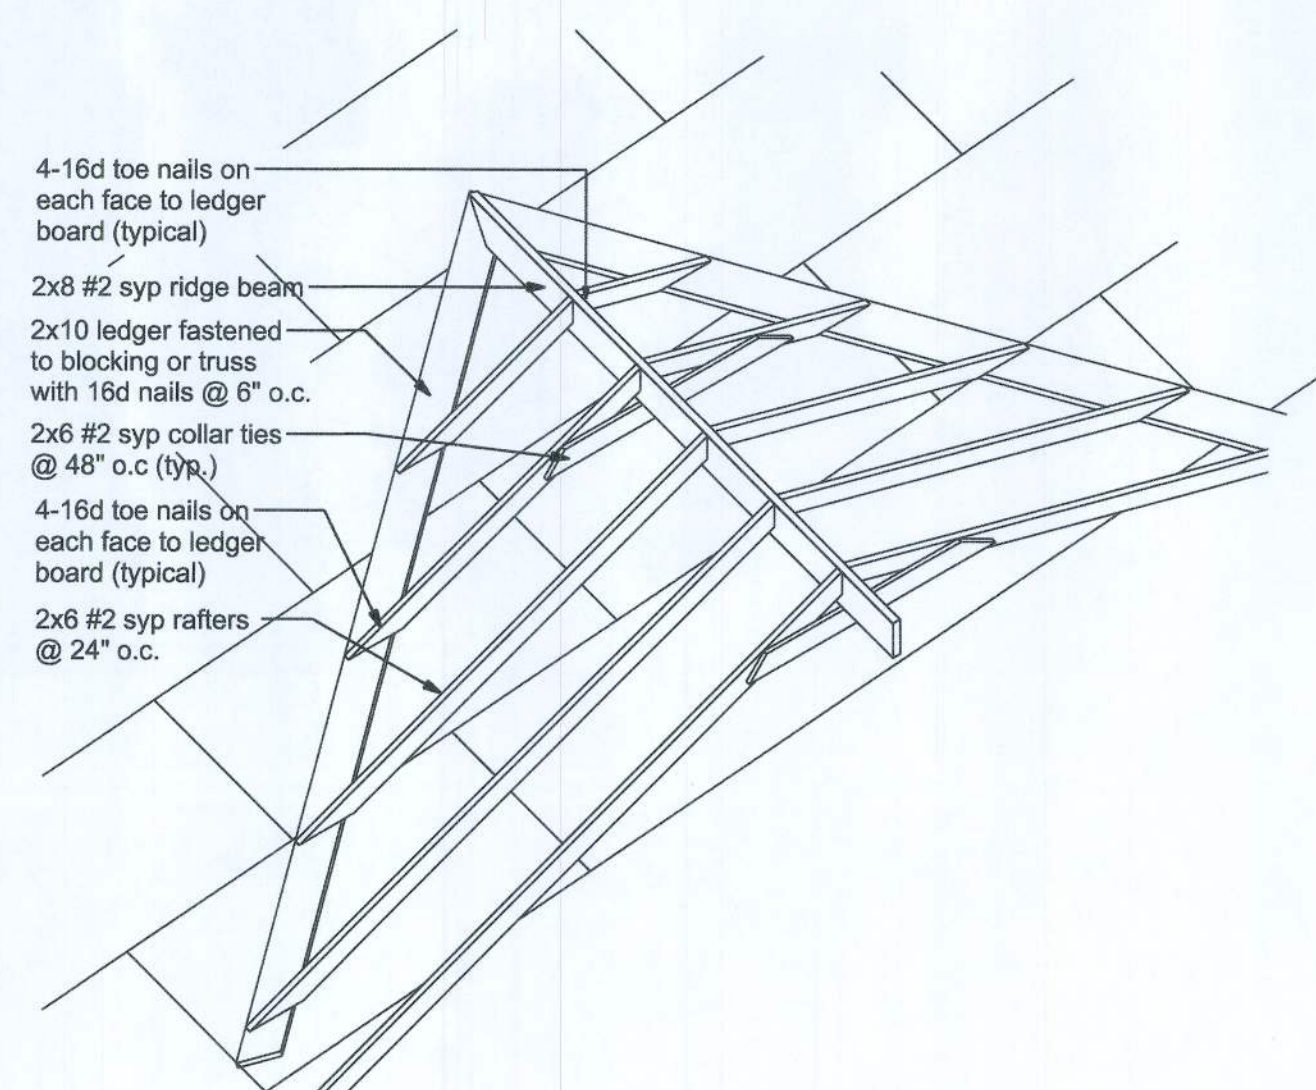 4-16d toe nails on
each face to ledger
board (typical)
2x8 #2 syp ridge beam
2x10 ledger fastened
to blocking or truss
with 16d nails @ 6" o.c.
2x6 #2 syp collar ties
@ 48" o.c (typ.)
4-16d toe nails on
each face to ledger
board (typical)
2x6 #2 syp rafters
@ 24" o.c.